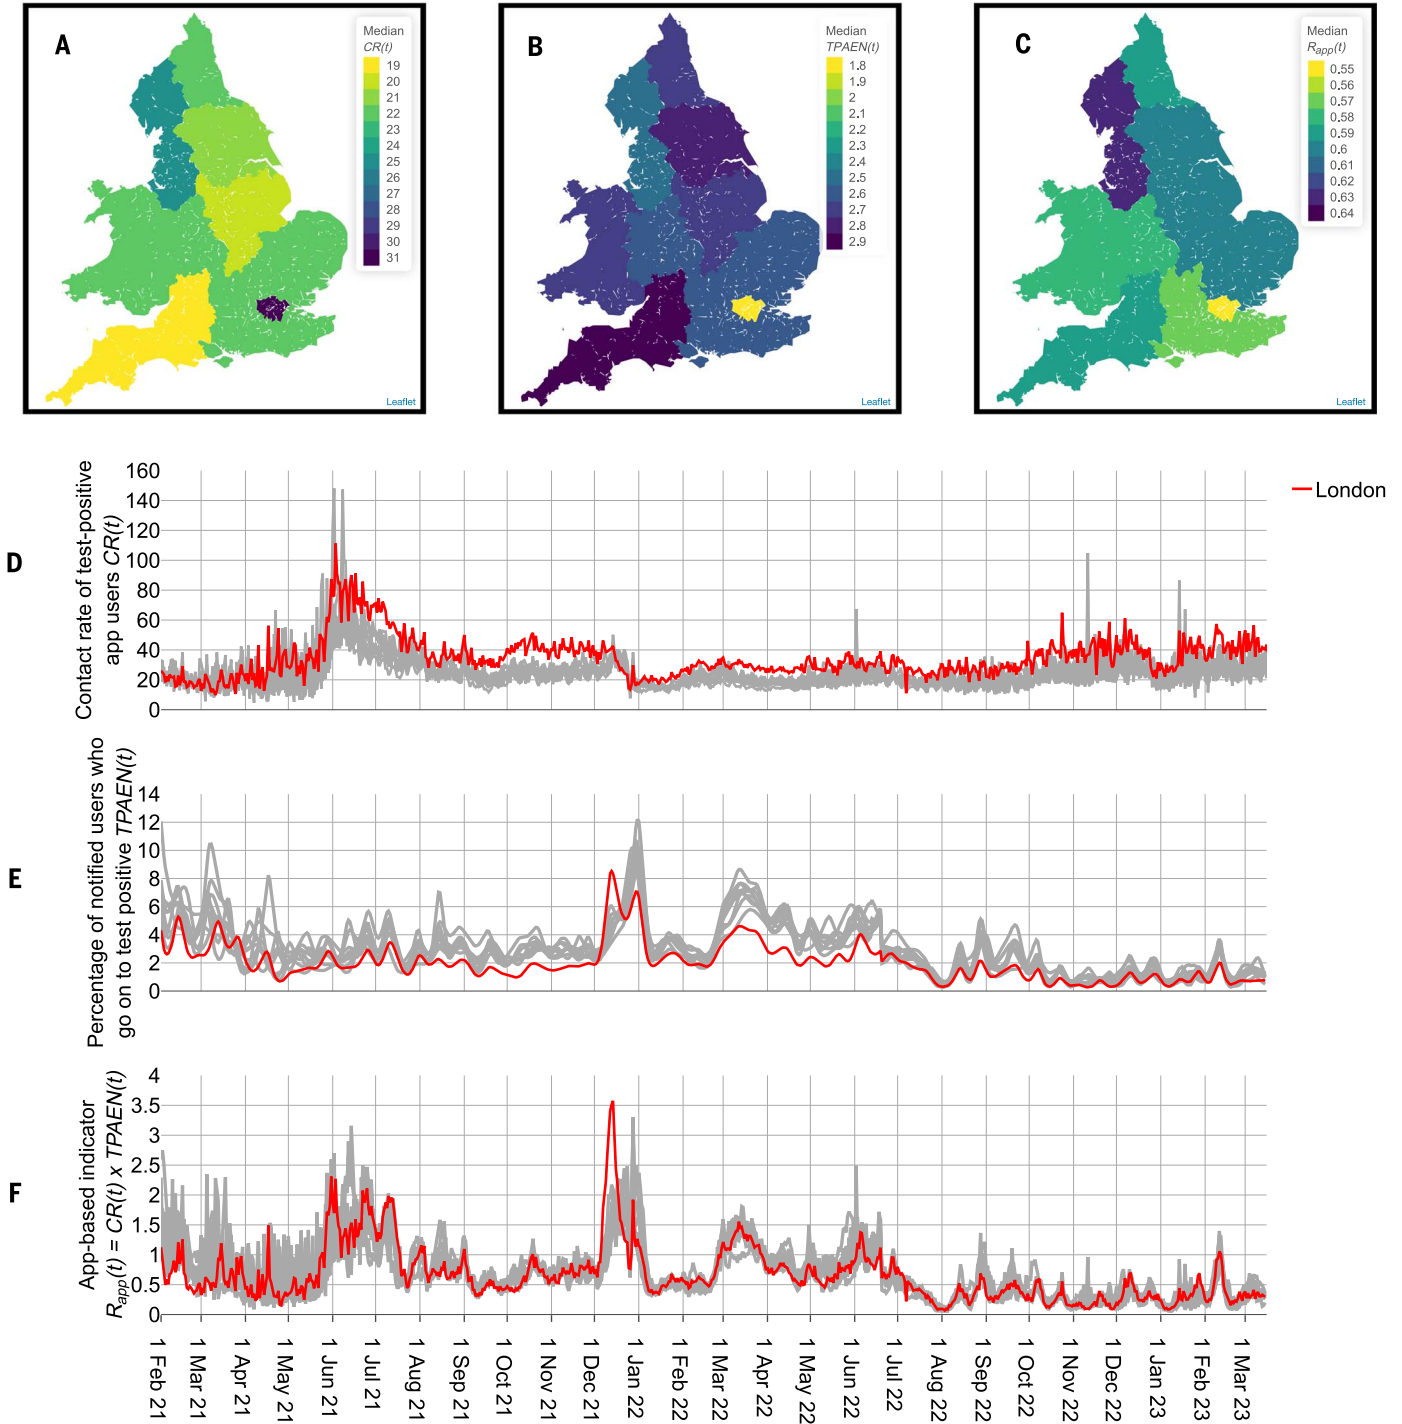 A
Median
CR(t)
19
20
21
22
23
24
25
26
27
28
29
30
31
Leaflet
B
Median
TPAEN(t)
1.8
1.9
2
2.1
2.2
2.3
2.4
2.5
2.6
2.7
2.8
2.9
Leaflet
C
Median
Rapp(t)
0.55
0.56
0.57
0.58
0.59
0.6
0.61
0.62
0.63
0.64
Leaflet
D
Contact rate of test-positive
app users CR(t)
160
140
120
100
80
60
40
20
0
London
E
Percentage of notified users who
go on to test positive TPAEN(t)
14
12
10
8
6
4
2
0
F
App-based indicator
Rapp(t) = CR(t) x TPAEN(t)
4
3.5
3
2.5
2
1.5
1
0.5
0
1 Feb 21
1 Mar 21
1 Apr 21
1 May 21
1 Jun 21
1 Jul 21
1 Aug 21
1 Sep 21
1 Oct 21
1 Nov 21
1 Dec 21
1 Jan 22
1 Feb 22
1 Mar 22
1 Apr 22
1 May 22
1 Jun 22
1 Jul 22
1 Aug 22
1 Sep 22
1 Oct 22
1 Nov 22
1 Dec 22
1 Jan 23
1 Feb 23
1 Mar 23